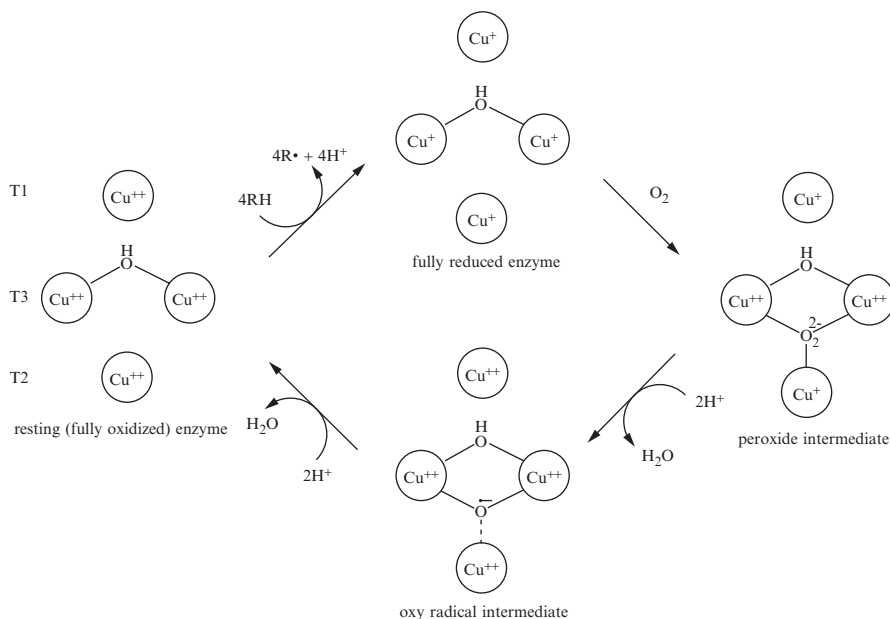 T1
T3
T2
Cu++
H
O
Cu++
Cu++
Cu++
resting (fully oxidized) enzyme
4RH
4R• + 4H+
Cu+
H
O
Cu+
Cu+
Cu+
fully reduced enzyme
O2
Cu+
H
O
Cu++
Cu++
O2 2-
Cu+
peroxide intermediate
2H+
H2O
Cu++
H
O
Cu++
Cu++
O•−
Cu++
oxy radical intermediate
2H+
H2O